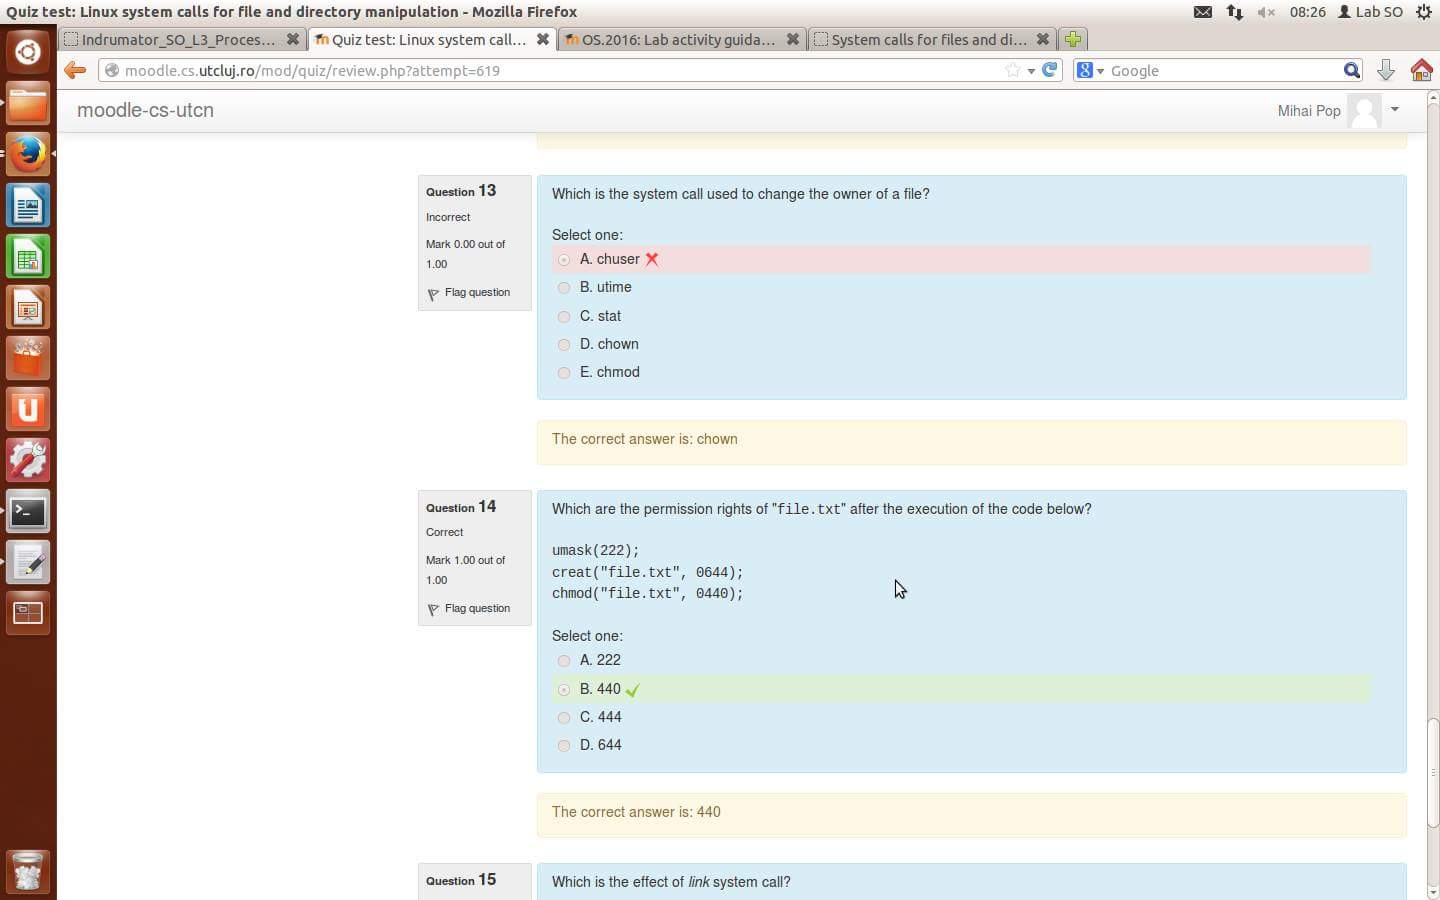 Quiz test: Linux system calls for file and directory manipulation - Mozilla Firefox
08:26 Lab SO
Indrumator_SO_L3_Proces...
Quiz test: Linux system call...
OS.2016: Lab activity guida...
System calls for files and di...
moodle.cs.utcluj.ro/mod/quiz/review.php?attempt=619
Google
moodle-cs-utcn
Mihai Pop
Question 13
Incorrect
Mark 0.00 out of
1.00
Flag question
Which is the system call used to change the owner of a file?
Select one:
A. chuser
B. utime
C. stat
D. chown
E. chmod
The correct answer is: chown
Question 14
Correct
Mark 1.00 out of
1.00
Flag question
Which are the permission rights of "file.txt" after the execution of the code below?
umask(222);
creat("file.txt", 0644);
chmod("file.txt", 0440);
Select one:
A. 222
B. 440
C. 444
D. 644
The correct answer is: 440
Question 15
Which is the effect of link system call?